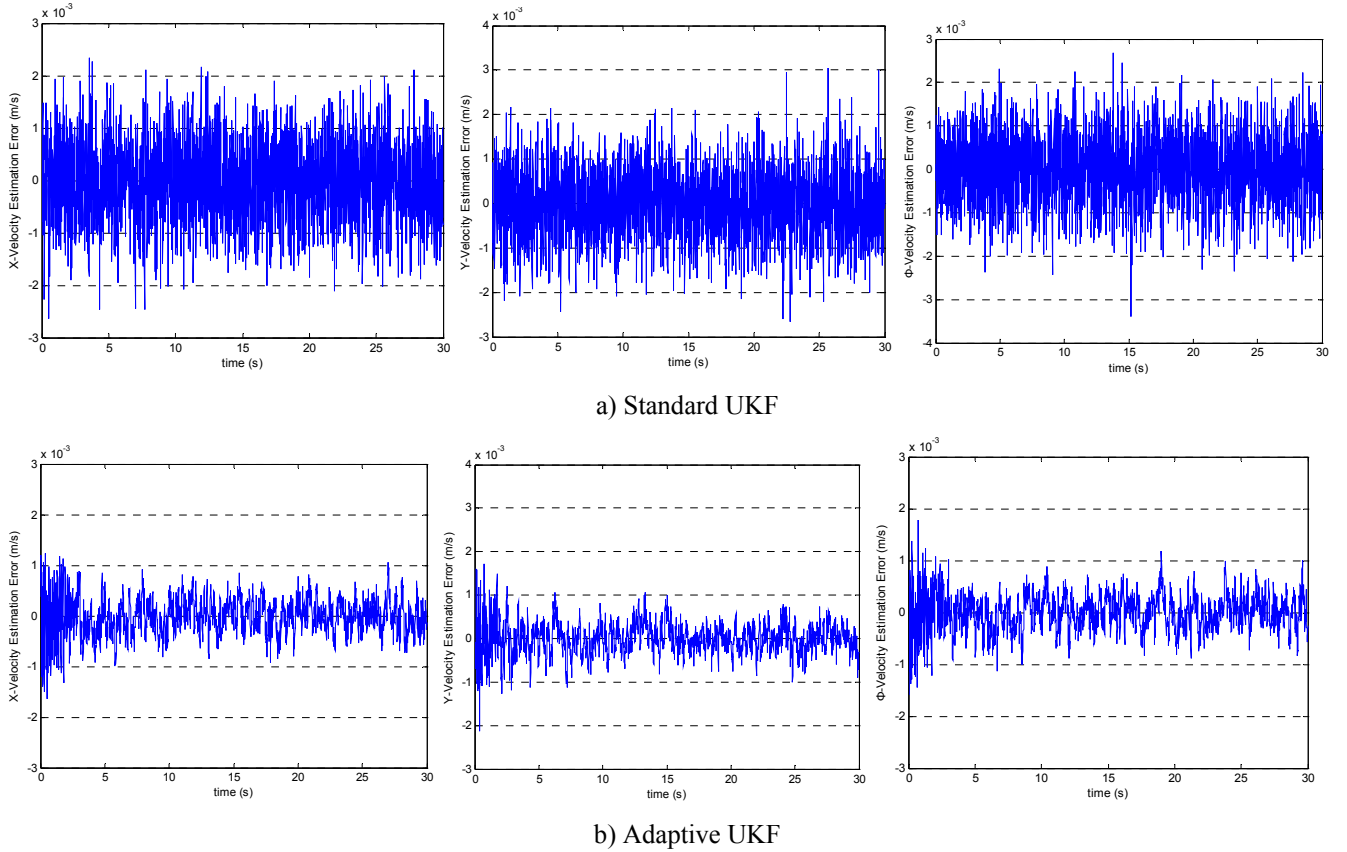 x 10⁻³
X-Velocity Estimation Error (m/s)
3
2
1
0
-1
-2
-3
0 5 10 15 20 25 30
time (s)
x 10⁻³
Y-Velocity Estimation Error (m/s)
4
3
2
1
0
-1
-2
-3
0 5 10 15 20 25 30
time (s)
x 10⁻³
Φ-Velocity Estimation Error (m/s)
3
2
1
0
-1
-2
-3
-4
0 5 10 15 20 25 30
time (s)
a) Standard UKF
x 10⁻³
X-Velocity Estimation Error (m/s)
3
2
1
0
-1
-2
-3
0 5 10 15 20 25 30
time (s)
x 10⁻³
Y-Velocity Estimation Error (m/s)
4
3
2
1
0
-1
-2
-3
0 5 10 15 20 25 30
time (s)
x 10⁻³
Φ-Velocity Estimation Error (m/s)
3
2
1
0
-1
-2
-3
0 5 10 15 20 25 30
time (s)
b) Adaptive UKF